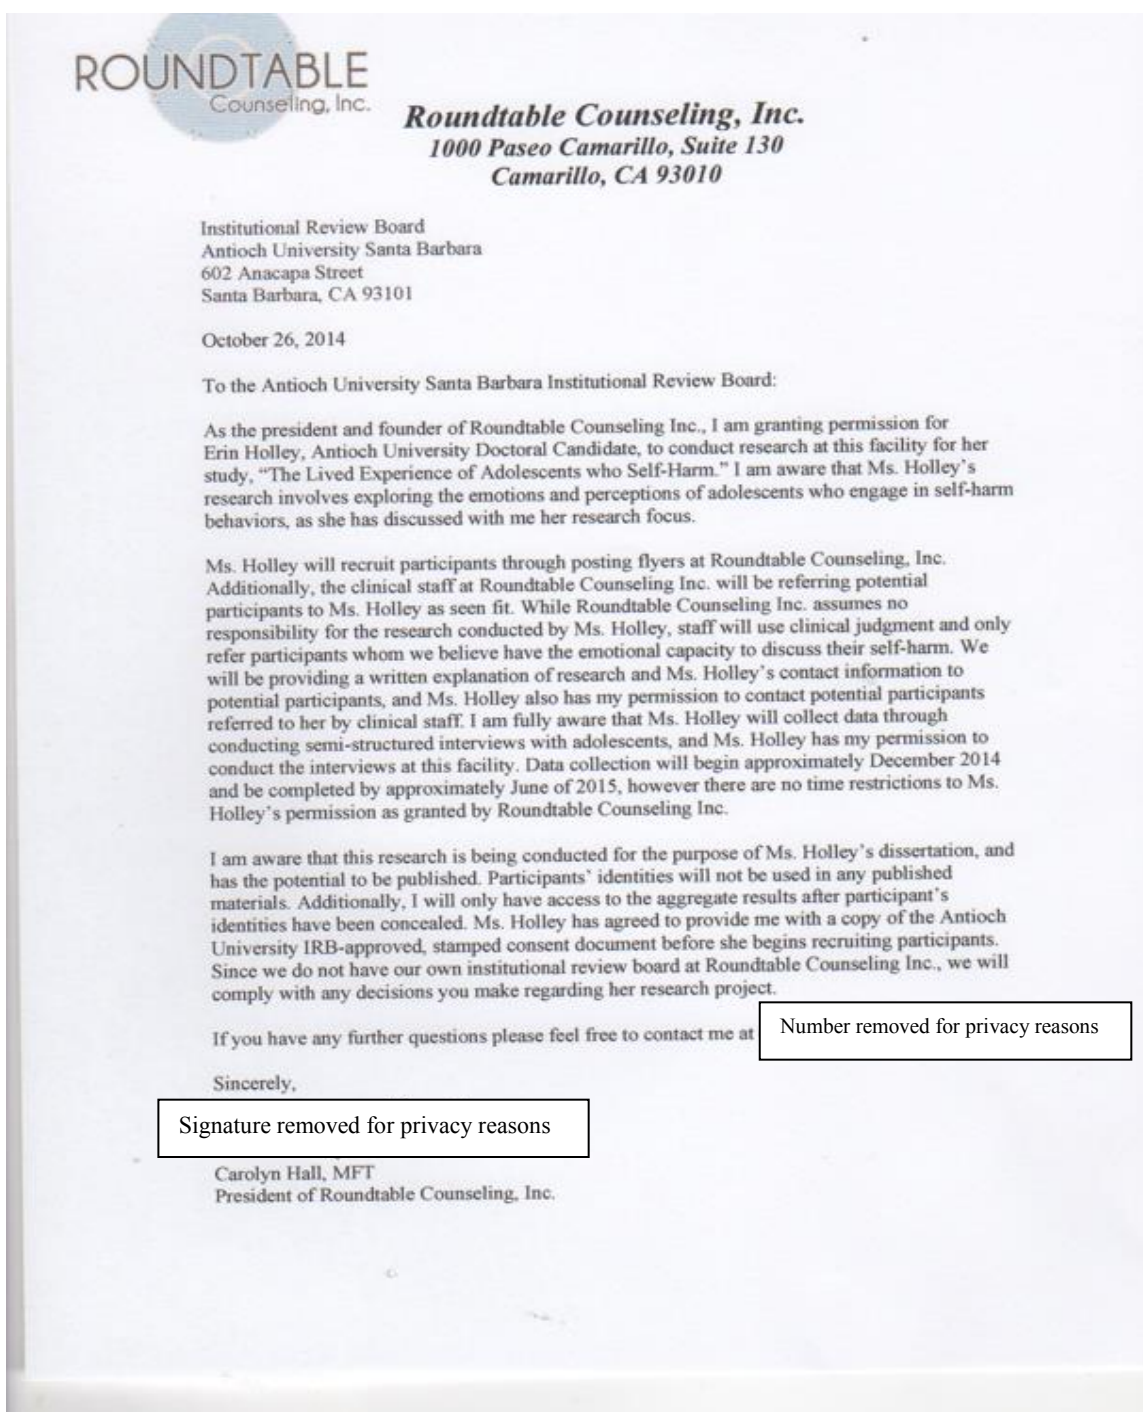 ROUNDTABLE
Counseling, Inc.
Roundtable Counseling, Inc.
1000 Paseo Camarillo, Suite 130
Camarillo, CA 93010
Institutional Review Board
Antioch University Santa Barbara
602 Anacapa Street
Santa Barbara, CA 93101
October 26, 2014
To the Antioch University Santa Barbara Institutional Review Board:
As the president and founder of Roundtable Counseling Inc., I am granting permission for
Erin Holley, Antioch University Doctoral Candidate, to conduct research at this facility for her
study, “The Lived Experience of Adolescents who Self-Harm.” I am aware that Ms. Holley’s
research involves exploring the emotions and perceptions of adolescents who engage in self-harm
behaviors, as she has discussed with me her research focus.
Ms. Holley will recruit participants through posting flyers at Roundtable Counseling, Inc.
Additionally, the clinical staff at Roundtable Counseling Inc. will be referring potential
participants to Ms. Holley as seen fit. While Roundtable Counseling Inc. assumes no
responsibility for the research conducted by Ms. Holley, staff will use clinical judgment and only
refer participants whom we believe have the emotional capacity to discuss their self-harm. We
will be providing a written explanation of research and Ms. Holley’s contact information to
potential participants, and Ms. Holley also has my permission to contact potential participants
referred to her by clinical staff. I am fully aware that Ms. Holley will collect data through
conducting semi-structured interviews with adolescents, and Ms. Holley has my permission to
conduct the interviews at this facility. Data collection will begin approximately December 2014
and be completed by approximately June of 2015, however there are no time restrictions to Ms.
Holley’s permission as granted by Roundtable Counseling Inc.
I am aware that this research is being conducted for the purpose of Ms. Holley’s dissertation, and
has the potential to be published. Participants’ identities will not be used in any published
materials. Additionally, I will only have access to the aggregate results after participant’s
identities have been concealed. Ms. Holley has agreed to provide me with a copy of the Antioch
University IRB-approved, stamped consent document before she begins recruiting participants.
Since we do not have our own institutional review board at Roundtable Counseling Inc., we will
comply with any decisions you make regarding her research project.
If you have any further questions please feel free to contact me at
Number removed for privacy reasons
Sincerely,
Signature removed for privacy reasons
Carolyn Hall, MFT
President of Roundtable Counseling, Inc.